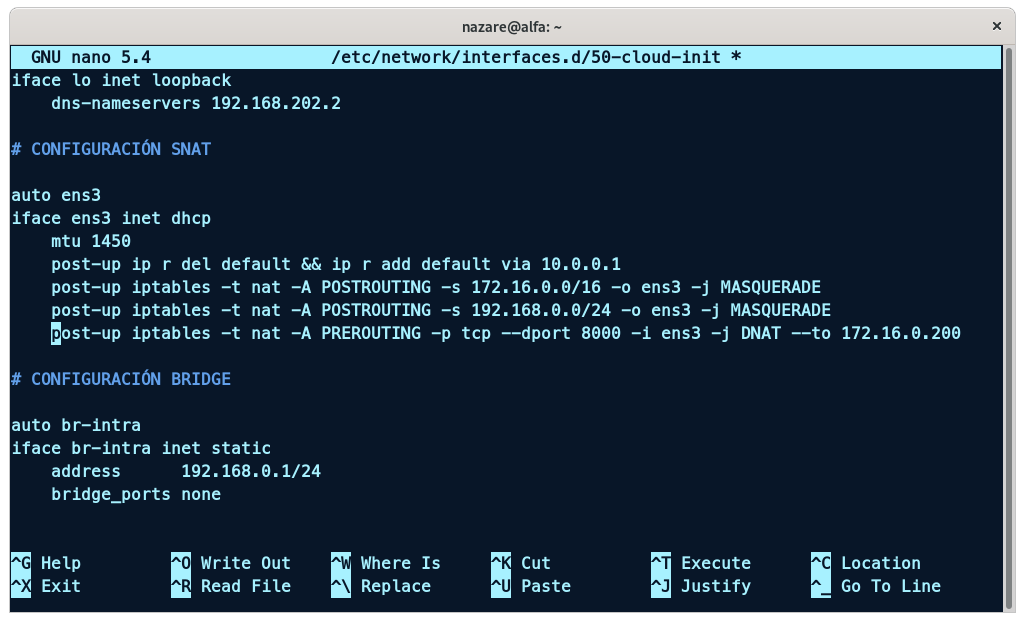 nazare@alfa: ~ ×
GNU nano 5.4 /etc/network/interfaces.d/50-cloud-init *
iface lo inet loopback
dns-nameservers 192.168.202.2
# CONFIGURACIÓN SNAT
auto ens3
iface ens3 inet dhcp
mtu 1450
post-up ip r del default && ip r add default via 10.0.0.1
post-up iptables -t nat -A POSTROUTING -s 172.16.0.0/16 -o ens3 -j MASQUERADE
post-up iptables -t nat -A POSTROUTING -s 192.168.0.0/24 -o ens3 -j MASQUERADE
post-up iptables -t nat -A PREROUTING -p tcp --dport 8000 -i ens3 -j DNAT --to 172.16.0.200
# CONFIGURACIÓN BRIDGE
auto br-intra
iface br-intra inet static
address 192.168.0.1/24
bridge_ports none
^G Help ^O Write Out ^W Where Is ^K Cut ^T Execute ^C Location
^X Exit ^R Read File ^\ Replace ^U Paste ^J Justify ^_ Go To Line